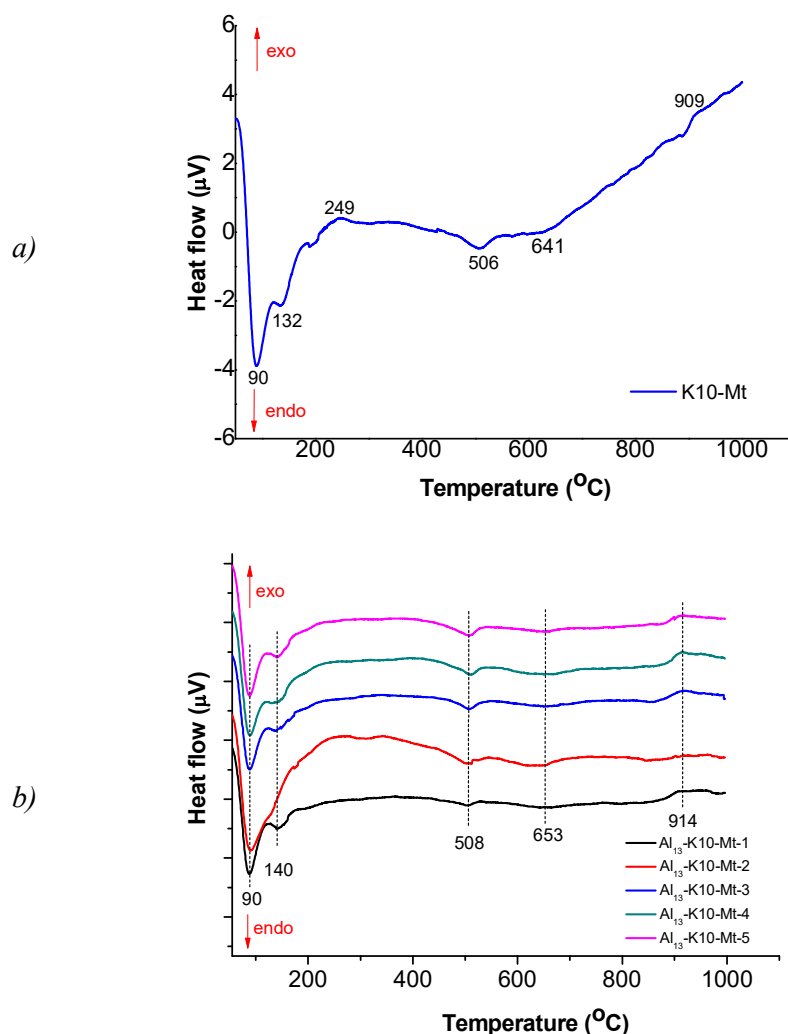 a)
Heat flow (μV)
6
4
2
0
-2
-4
-6
exo
endo
90
132
249
506
641
909
K10-Mt
200
400
600
800
1000
Temperature (°C)
b)
Heat flow (μV)
exo
endo
90
140
508
653
914
Al₁₃-K10-Mt-1
Al₁₃-K10-Mt-2
Al₁₃-K10-Mt-3
Al₁₃-K10-Mt-4
Al₁₃-K10-Mt-5
200
400
600
800
1000
Temperature (°C)